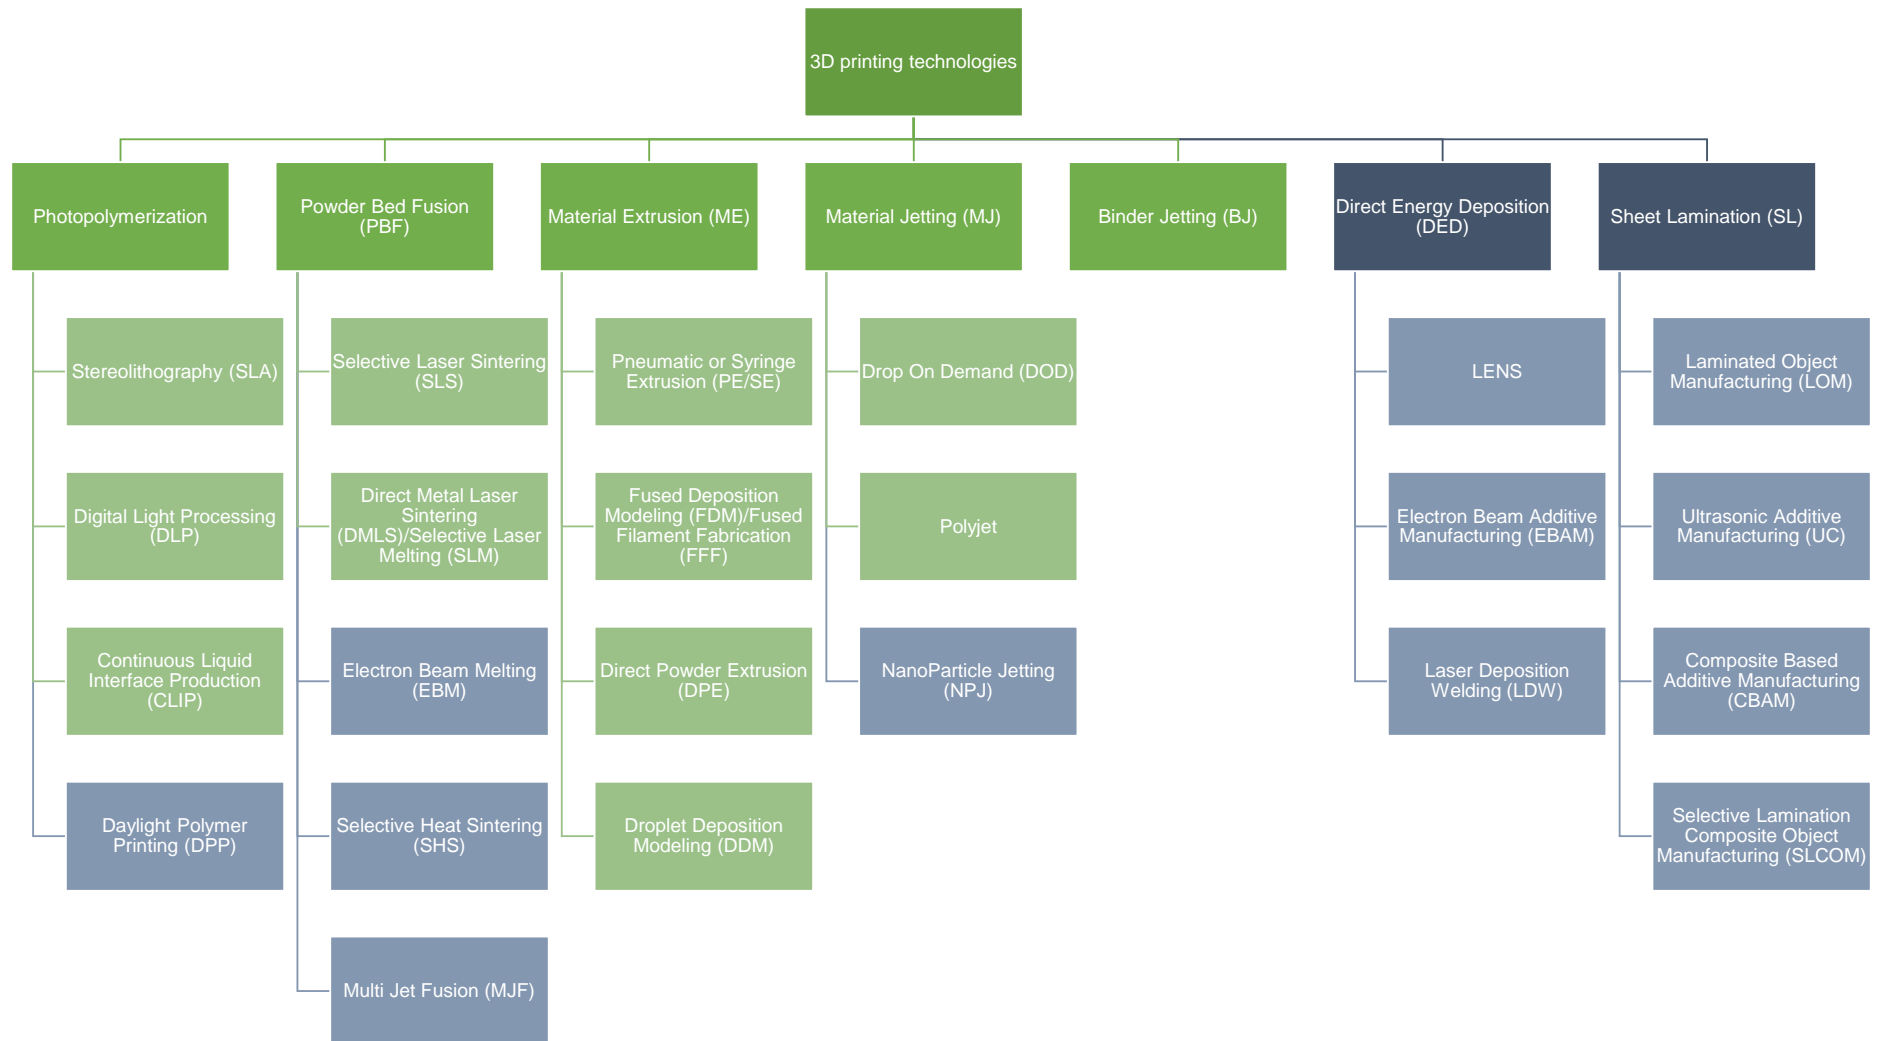 3D printing technologies
Photopolymerization
Powder Bed Fusion
(PBF)
Material Extrusion (ME)
Material Jetting (MJ)
Binder Jetting (BJ)
Direct Energy Deposition
(DED)
Sheet Lamination (SL)
Stereolithography (SLA)
Digital Light Processing
(DLP)
Continuous Liquid
Interface Production
(CLIP)
Daylight Polymer
Printing (DPP)
Selective Laser Sintering
(SLS)
Direct Metal Laser
Sintering
(DMLS)/Selective Laser
Melting (SLM)
Electron Beam Melting
(EBM)
Selective Heat Sintering
(SHS)
Multi Jet Fusion (MJF)
Pneumatic or Syringe
Extrusion (PE/SE)
Fused Deposition
Modeling (FDM)/Fused
Filament Fabrication
(FFF)
Direct Powder Extrusion
(DPE)
Droplet Deposition
Modeling (DDM)
Drop On Demand (DOD)
Polyjet
NanoParticle Jetting
(NPJ)
LENS
Electron Beam Additive
Manufacturing (EBAM)
Laser Deposition
Welding (LDW)
Laminated Object
Manufacturing (LOM)
Ultrasonic Additive
Manufacturing (UC)
Composite Based
Additive Manufacturing
(CBAM)
Selective Lamination
Composite Object
Manufacturing (SLCOM)